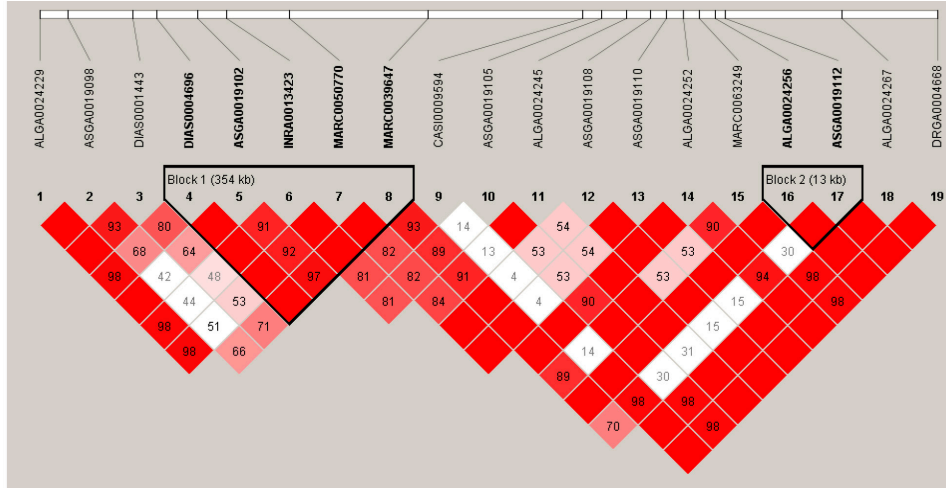 ALGA0024229
ASGA0019098
DIAS0001443
DIAS0004696
ASGA0019102
INRA0013423
MARC0050770
MARC0039647
CASI0009594
ASGA0019105
ALGA0024245
ASGA0019108
ASGA0019110
ALGA0024252
MARC0063249
ALGA0024256
ASGA0019112
ALGA0024267
DRGA0004668
Block 1 (354 kb)
Block 2 (13 kb)
1 2 3 4 5 6 7 8 9 10 11 12 13 14 15 16 17 18 19
93 80 91 93 14 54 90
68 64 92 82 89 13 53 54 53 30
98 42 48 97 81 82 91 4 53 53 94 98
44 53 81 84 4 90 15 98
98 51 71 15
98 66 14 31
89 30
98 98
70 98